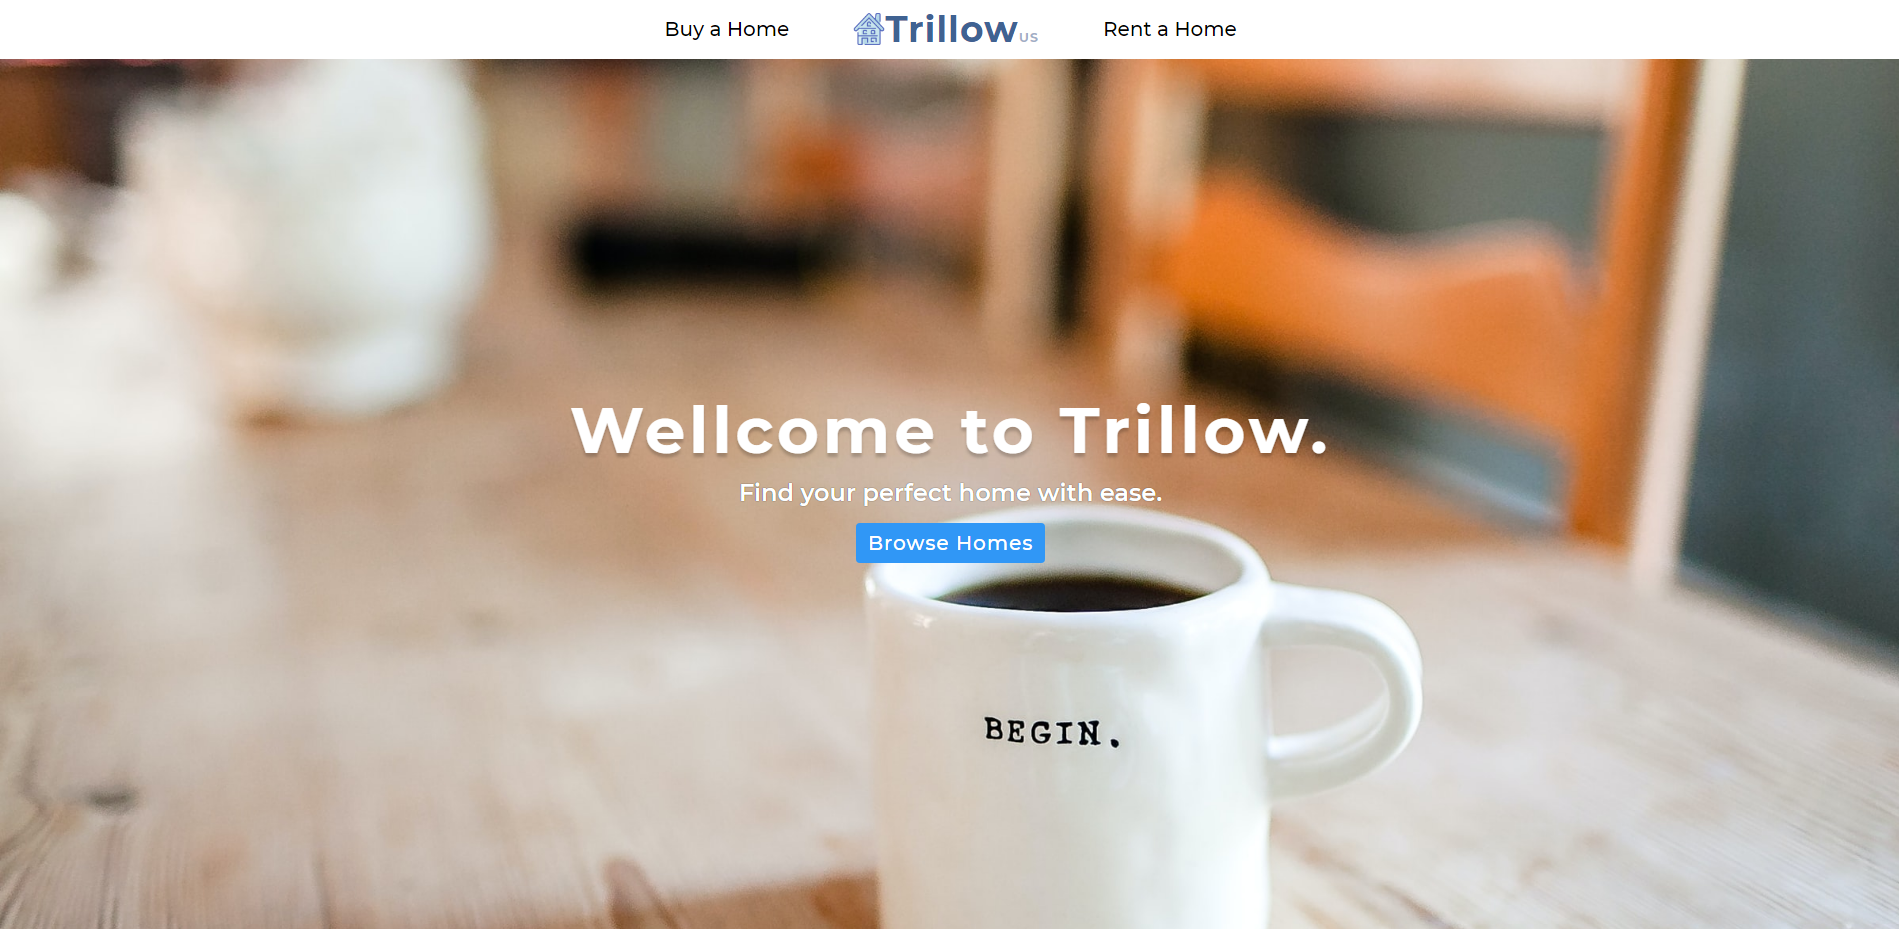 Buy a Home
Trillow US
Rent a Home
Wellcome to Trillow.
Find your perfect home with ease.
Browse Homes
BEGIN.